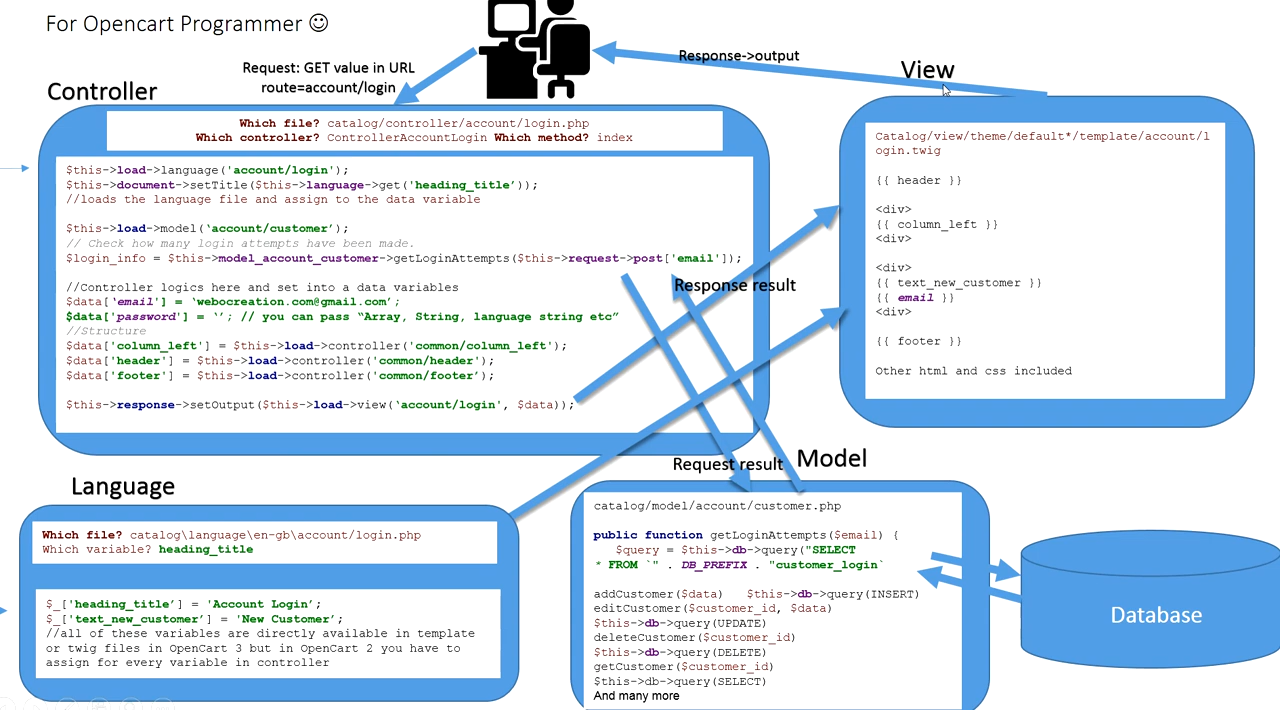 For Opencart Programmer ☺
Request: GET value in URL
route=account/login
Response->output
View
Controller
Which file? catalog/controller/account/login.php
Which controller? ControllerAccountLogin Which method? index
$this->load->language('account/login');
$this->document->setTitle($this->language->get('heading_title’));
//loads the language file and assign to the data variable
$this->load->model(‘account/customer’);
// Check how many login attempts have been made.
$login_info = $this->model_account_customer->getLoginAttempts($this->request->post['email']);
//Controller logics here and set into a data variables
$data[‘email’] = ‘webocreation.com@gmail.com’;
$data['password’] = ‘’; // you can pass “Array, String, language string etc”
//Structure
$data['column_left'] = $this->load->controller('common/column_left');
$data['header'] = $this->load->controller('common/header');
$data['footer'] = $this->load->controller('common/footer’);
$this->response->setOutput($this->load->view(‘account/login', $data));
Response result
Catalog/view/theme/default*/template/account/l
ogin.twig
{{ header }}
<div>
{{ column_left }}
<div>
<div>
{{ text_new_customer }}
{{ email }}
<div>
{{ footer }}
Other html and css included
Language
Which file? catalog\language\en-gb\account/login.php
Which variable? heading_title
$_['heading_title’] = 'Account Login’;
$_['text_new_customer'] = 'New Customer’;
//all of these variables are directly available in template
or twig files in OpenCart 3 but in OpenCart 2 you have to
assign for every variable in controller
Request result
Model
catalog/model/account/customer.php
public function getLoginAttempts($email) {
$query = $this->db->query("SELECT
* FROM `" . DB_PREFIX . "customer_login`
addCustomer($data) $this->db->query(INSERT)
editCustomer($customer_id, $data)
$this->db->query(UPDATE)
deleteCustomer($customer_id)
$this->db->query(DELETE)
getCustomer($customer_id)
$this->db->query(SELECT)
And many more
Database